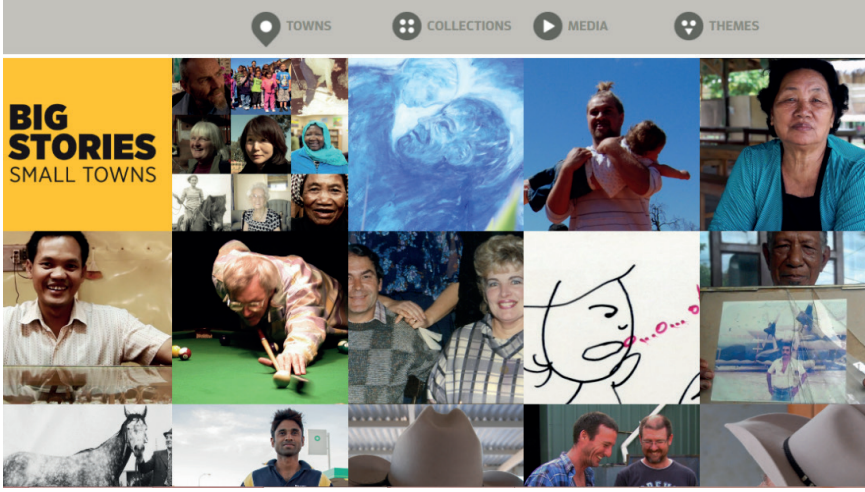 TOWNS
COLLECTIONS
MEDIA
THEMES
BIG
STORIES
SMALL TOWNS